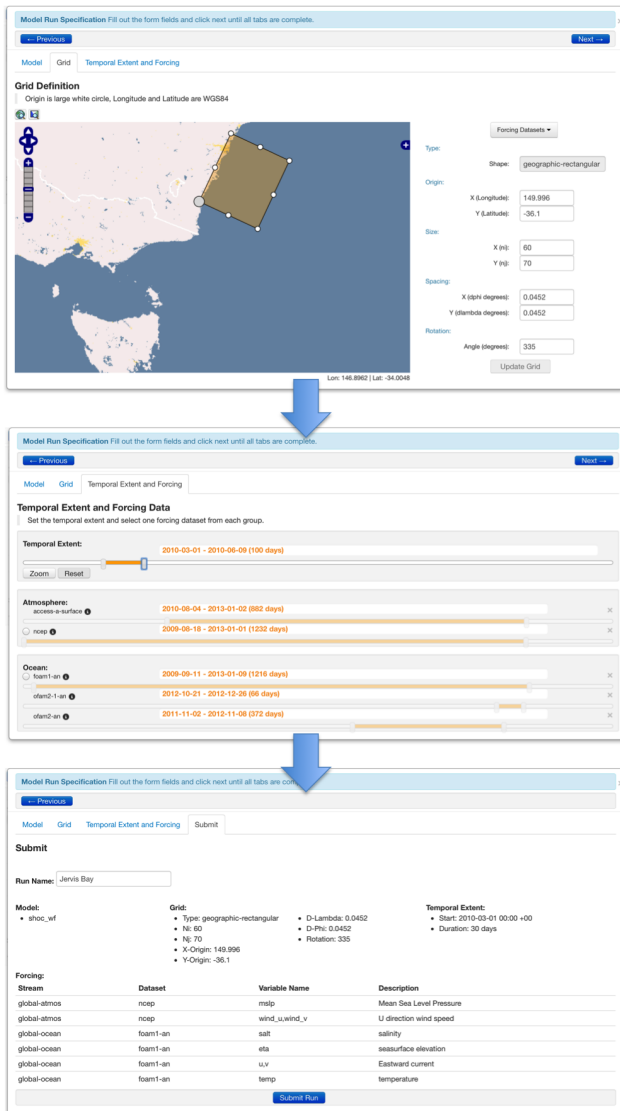 Model Run Specification Fill out the form fields and click next until all tabs are complete.
← Previous Next →
Model Grid Temporal Extent and Forcing
Grid Definition
Origin is large white circle, Longitude and Latitude are WGS84
Forcing Datasets
Type:
Shape: geographic-rectangular
Origin:
X (Longitude): 149.996
Y (Latitude): -36.1
Size:
X (ni): 60
Y (nj): 70
Spacing:
X (dphi degrees): 0.0452
Y (dlambda degrees): 0.0452
Rotation:
Angle (degrees): 335
Update Grid
Lon: 146.8962 | Lat: -34.0048
Model Run Specification Fill out the form fields and click next until all tabs are complete.
← Previous Next →
Model Grid Temporal Extent and Forcing
Temporal Extent and Forcing Data
Set the temporal extent and select one forcing dataset from each group.
Temporal Extent: 2010-03-01 - 2010-06-09 (100 days)
Zoom Reset
Atmosphere:
access-a-surface 2010-08-04 - 2013-01-02 (882 days) ×
ncep 2009-08-18 - 2013-01-01 (1232 days) ×
Ocean:
foam1-an 2009-09-11 - 2013-01-09 (1216 days) ×
ofam2-1-an 2012-10-21 - 2012-12-26 (66 days) ×
ofam2-an 2011-11-02 - 2012-11-08 (372 days) ×
Model Run Specification Fill out the form fields and click next until all tabs are
← Previous
Model Grid Temporal Extent and Forcing Submit
Submit
Run Name: Jervis Bay
Model: Grid: Temporal Extent:
• shoc_wf • Type: geographic-rectangular • D-Lambda: 0.0452 • Start: 2010-03-01 00:00 +00
• Ni: 60 • D-Phi: 0.0452 • Duration: 30 days
• Nj: 70 • Rotation: 335
• X-Origin: 149.996
• Y-Origin: -36.1
Forcing:
Stream Dataset Variable Name Description
global-atmos ncep mslp Mean Sea Level Pressure
global-atmos ncep wind_u,wind_v U direction wind speed
global-ocean foam1-an salt salinity
global-ocean foam1-an eta seasurface elevation
global-ocean foam1-an u,v Eastward current
global-ocean foam1-an temp temperature
Submit Run